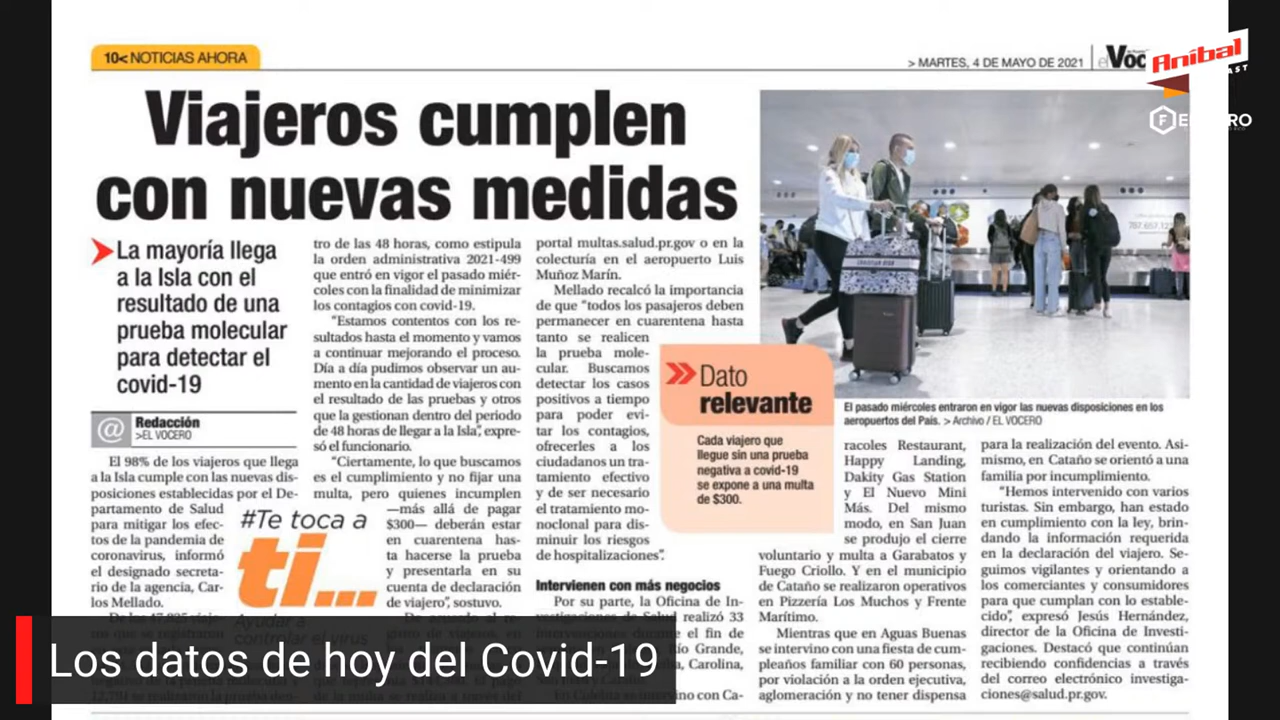 10< NOTICIAS AHORA
> MARTES, 4 DE MAYO DE 2021
el Voc
Aníbal
Viajeros cumplen
con nuevas medidas
La mayoría llega
a la Isla con el
resultado de una
prueba molecular
para detectar el
covid-19
@
Redacción
>EL VOCERO
El 98% de los viajeros que llega
a la Isla cumple con las nuevas dis-
posiciones establecidas por el De-
partamento de Salud
para mitigar los efec-
tos de la pandemia de
coronavirus, informó
el designado secreta-
rio de la agencia, Car-
los Mellado.
#Te toca a
ti...
Ayudar a
controlar el virus
tro de las 48 horas, como estipula
la orden administrativa 2021-499
que entró en vigor el pasado miér-
coles con la finalidad de minimizar
los contagios con covid-19.
"Estamos contentos con los re-
sultados hasta el momento y vamos
a continuar mejorando el proceso.
Día a día pudimos observar un au-
mento en la cantidad de viajeros con
el resultado de las pruebas y otros
que la gestionan dentro del periodo
de 48 horas de llegar a la Isla", expre-
só el funcionario.
"Ciertamente, lo que buscamos
es el cumplimiento y no fijar una
multa, pero quienes incumplen
—más allá de pagar
$300— deberán estar
en cuarentena has-
ta hacerse la prueba
y presentarla en su
cuenta de declaración
de viajero", sostuvo.
portal multas.salud.pr.gov o en la
colecturía en el aeropuerto Luis
Muñoz Marín.
Mellado recalcó la importancia
de que "todos los pasajeros deben
permanecer en cuarentena hasta
tanto se realicen
la prueba mole-
cular. Buscamos
detectar los casos
positivos a tiempo
para poder evi-
tar los contagios,
ofrecerles a los
ciudadanos un tra-
tamiento efectivo
y de ser necesario
el tratamiento mo-
noclonal para dis-
minuir los riesgos
de hospitalizaciones".
Intervienen con más negocios
Por su parte, la Oficina de In-
realizó 33
el fin de
Grande,
Carolina,
con Ca-
Dato
relevante
Cada viajero que
llegue sin una prueba
negativa a covid-19
se expone a una multa
de $300.
787.657.12
El pasado miércoles entraron en vigor las nuevas disposiciones en los
aeropuertos del País. > Archivo / EL VOCERO
racoles Restaurant,
Happy Landing,
Dakity Gas Station
y El Nuevo Mini
Más. Del mismo
modo, en San Juan
se produjo el cierre
voluntario y multa a Garabatos y
Fuego Criollo. Y en el municipio
de Cataño se realizaron operativos
en Pizzería Los Muchos y Frente
Marítimo.
Mientras que en Aguas Buenas
se intervino con una fiesta de cum-
pleaños familiar con 60 personas,
por violación a la orden ejecutiva,
aglomeración y no tener dispensa
para la realización del evento. Asi-
mismo, en Cataño se orientó a una
familia por incumplimiento.
"Hemos intervenido con varios
turistas. Sin embargo, han estado
en cumplimiento con la ley, brin-
dando la información requerida
en la declaración del viajero. Se-
guimos vigilantes y orientando a
los comerciantes y consumidores
para que cumplan con lo estable-
cido", expresó Jesús Hernández,
director de la Oficina de Investi-
gaciones. Destacó que continúan
recibiendo confidencias a través
del correo electrónico investiga-
ciones@salud.pr.gov.
Los datos de hoy del Covid-19